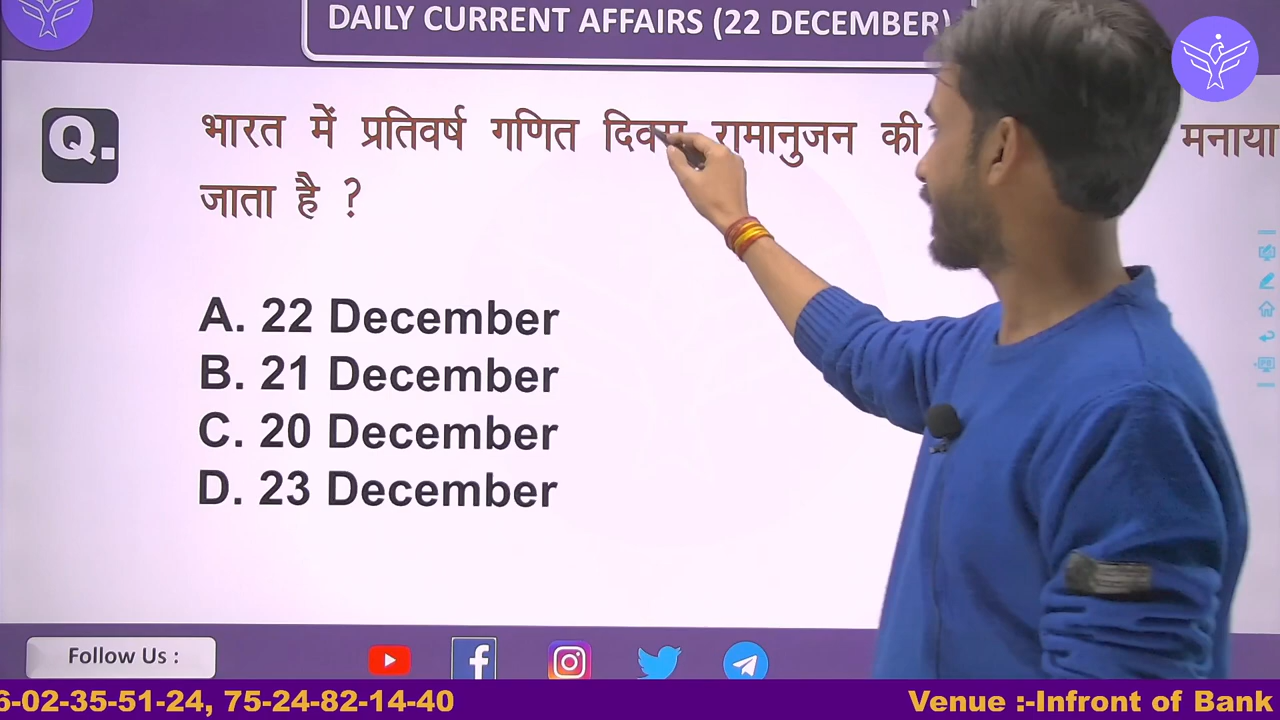 DAILY CURRENT AFFAIRS (22 DECEMBER)
Q.
भारत में प्रतिवर्ष गणित दिवस रामानुजन की मनाया
जाता है ?
A. 22 December
B. 21 December
C. 20 December
D. 23 December
Follow Us :
6-02-35-51-24, 75-24-82-14-40
Venue :-Infront of Bank